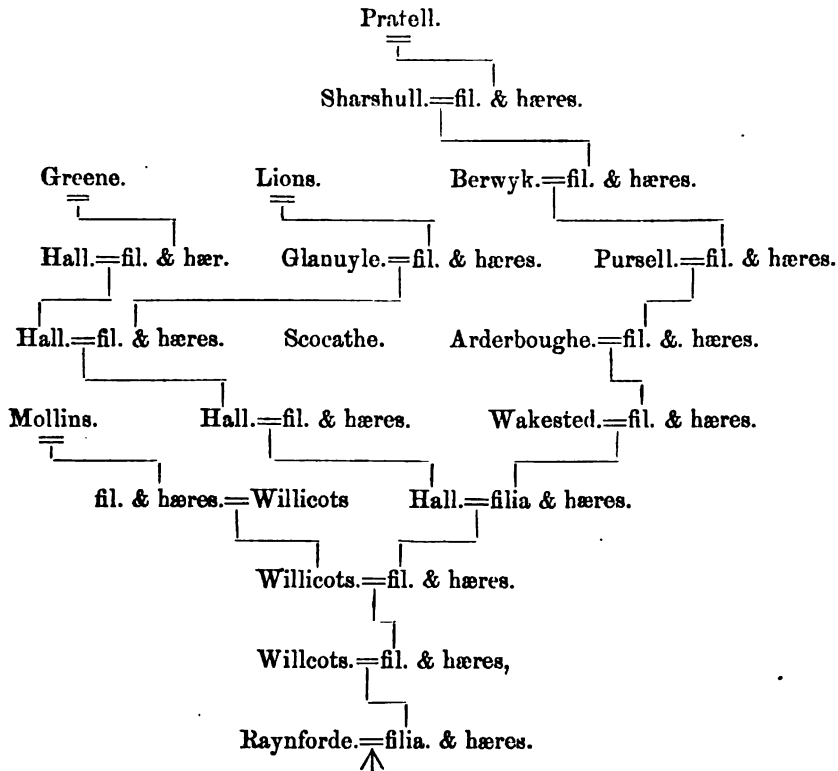 Pratell.
Sharshull.=fil. & hæres.
Greene. Lions. Berwyk.=fil. & hæres.
Hall.=fil. & hær. Glanuyle.=fil. & hæres. Pursell.=fil. & hæres.
Hall.=fil. & hæres. Scocathe. Arderboughe.=fil. &. hæres.
Mollins. Hall.=fil. & hæres. Wakested.=fil. & hæres.
fil. & hæres.=Willicots Hall.=filia & hæres.
Willicots.=fil. & hæres.
Willcots.=fil. & hæres,
Raynforde.=filia. & hæres.